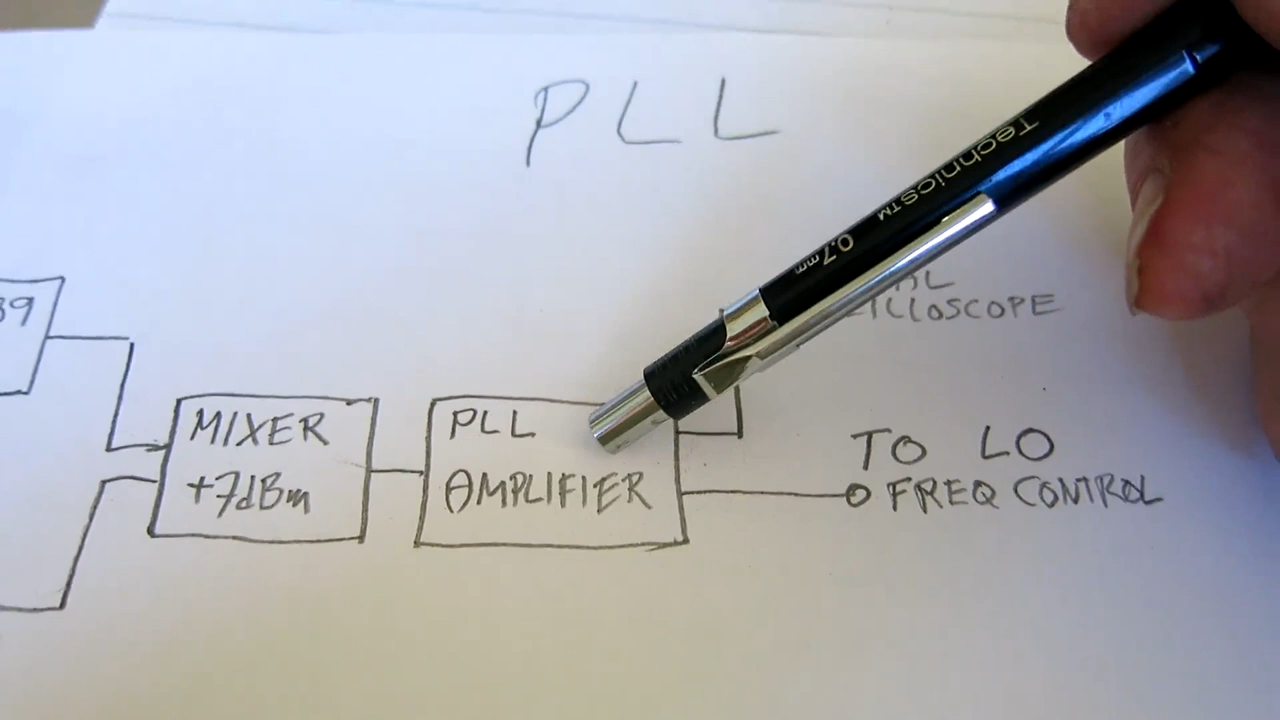 PLL
Technics™ 0.7mm
39
MIXER
+7dBm
PLL
AMPLIFIER
TO LO
FREQ CONTROL